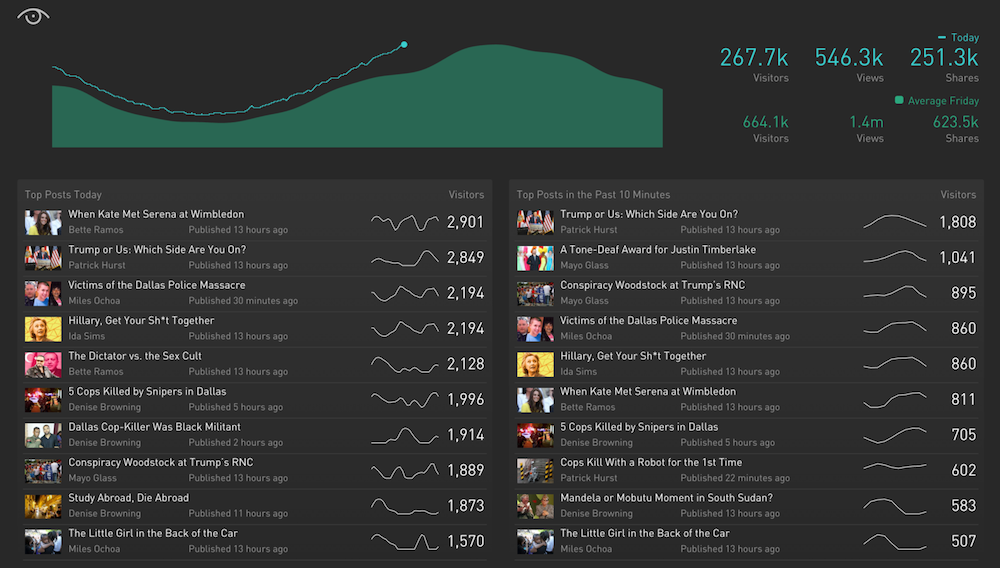 Today
267.7k 546.3k 251.3k
Visitors Views Shares
Average Friday
664.1k 1.4m 623.5k
Visitors Views Shares
Top Posts Today Visitors
When Kate Met Serena at Wimbledon
Bette Ramos Published 13 hours ago 2,901
Trump or Us: Which Side Are You On?
Patrick Hurst Published 13 hours ago 2,849
Victims of the Dallas Police Massacre
Miles Ochoa Published 30 minutes ago 2,194
Hillary, Get Your Sh*t Together
Ida Sims Published 13 hours ago 2,194
The Dictator vs. the Sex Cult
Bette Ramos Published 13 hours ago 2,128
5 Cops Killed by Snipers in Dallas
Denise Browning Published 5 hours ago 1,996
Dallas Cop-Killer Was Black Militant
Denise Browning Published 2 hours ago 1,914
Conspiracy Woodstock at Trump's RNC
Mayo Glass Published 13 hours ago 1,889
Study Abroad, Die Abroad
Denise Browning Published 11 hours ago 1,873
The Little Girl in the Back of the Car
Miles Ochoa Published 13 hours ago 1,570
Top Posts in the Past 10 Minutes Visitors
Trump or Us: Which Side Are You On?
Patrick Hurst Published 13 hours ago 1,808
A Tone-Deaf Award for Justin Timberlake
Mayo Glass Published 13 hours ago 1,041
Conspiracy Woodstock at Trump's RNC
Mayo Glass Published 13 hours ago 895
Victims of the Dallas Police Massacre
Miles Ochoa Published 30 minutes ago 860
Hillary, Get Your Sh*t Together
Ida Sims Published 13 hours ago 860
When Kate Met Serena at Wimbledon
Bette Ramos Published 13 hours ago 811
5 Cops Killed by Snipers in Dallas
Denise Browning Published 5 hours ago 705
Cops Kill With a Robot for the 1st Time
Patrick Hurst Published 22 minutes ago 602
Mandela or Mobutu Moment in South Sudan?
Denise Browning Published 13 hours ago 583
The Little Girl in the Back of the Car
Miles Ochoa Published 13 hours ago 507